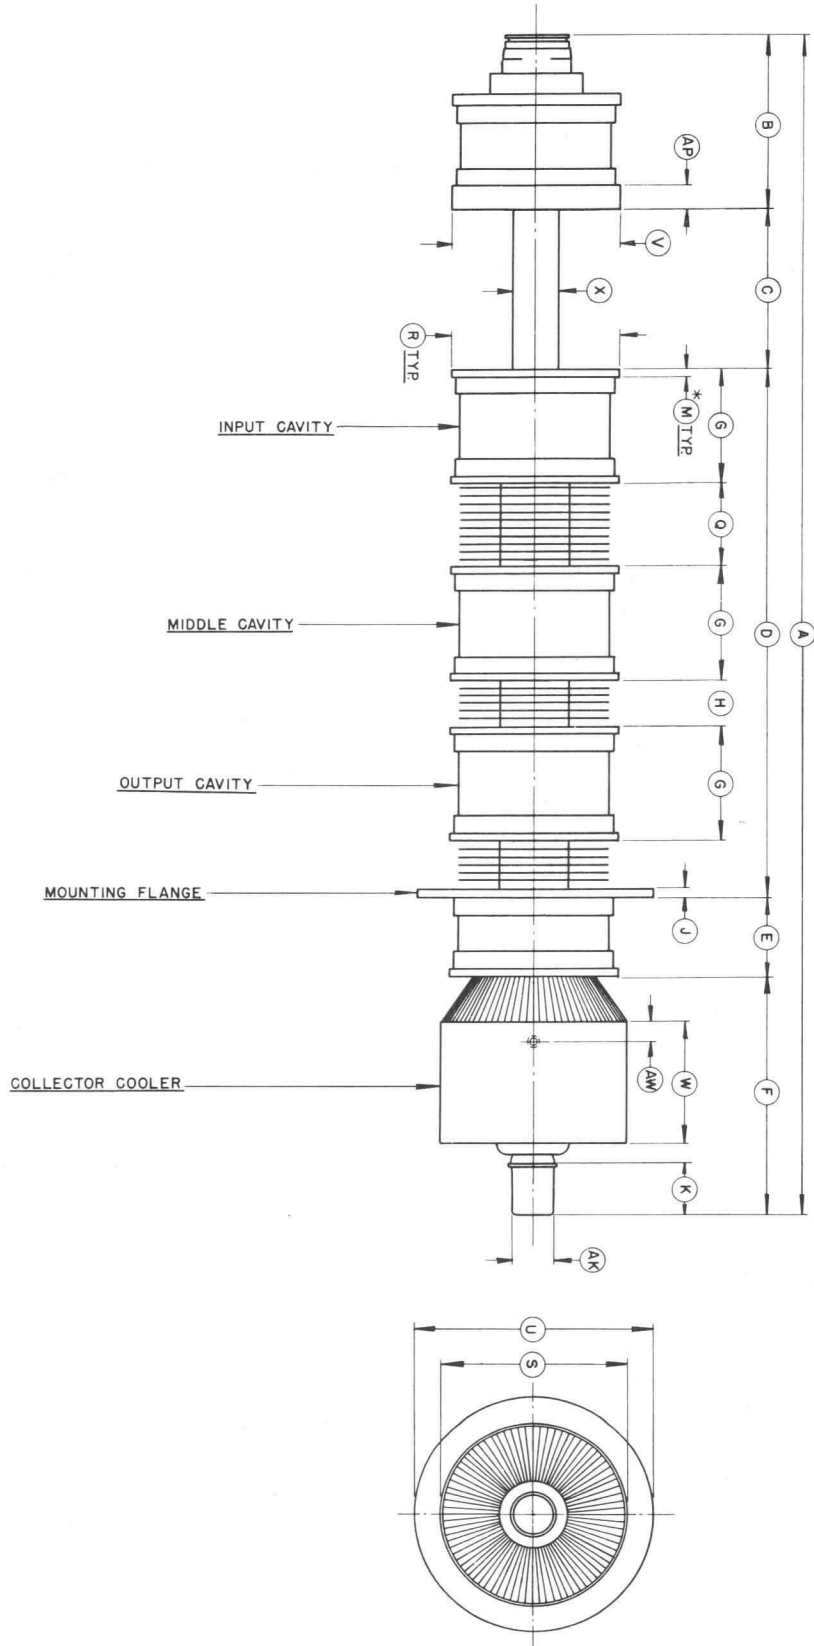 B
AP
V
C
X
R TYP.
* M TYP.
G
INPUT CAVITY
Q
G
MIDDLE CAVITY
D
A
H
G
OUTPUT CAVITY
MOUNTING FLANGE
J
E
COLLECTOR COOLER
AW
W
F
K
AK
U
S